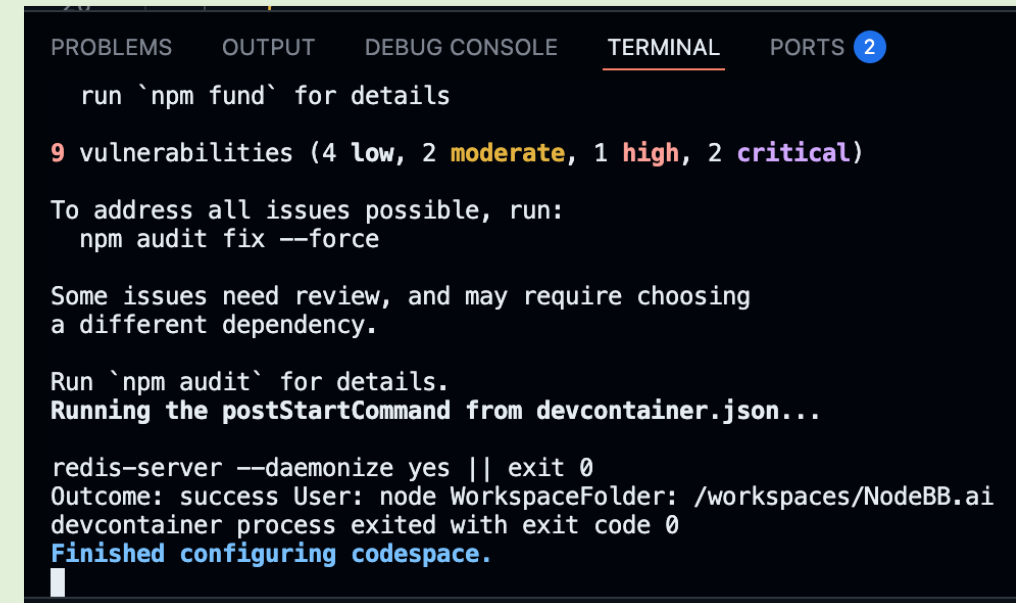 PROBLEMS OUTPUT DEBUG CONSOLE TERMINAL PORTS 2
run `npm fund` for details
9 vulnerabilities (4 low, 2 moderate, 1 high, 2 critical)
To address all issues possible, run:
npm audit fix --force
Some issues need review, and may require choosing
a different dependency.
Run `npm audit` for details.
Running the postStartCommand from devcontainer.json...
redis-server --daemonize yes || exit 0
Outcome: success User: node WorkspaceFolder: /workspaces/NodeBB.ai
devcontainer process exited with exit code 0
Finished configuring codespace.